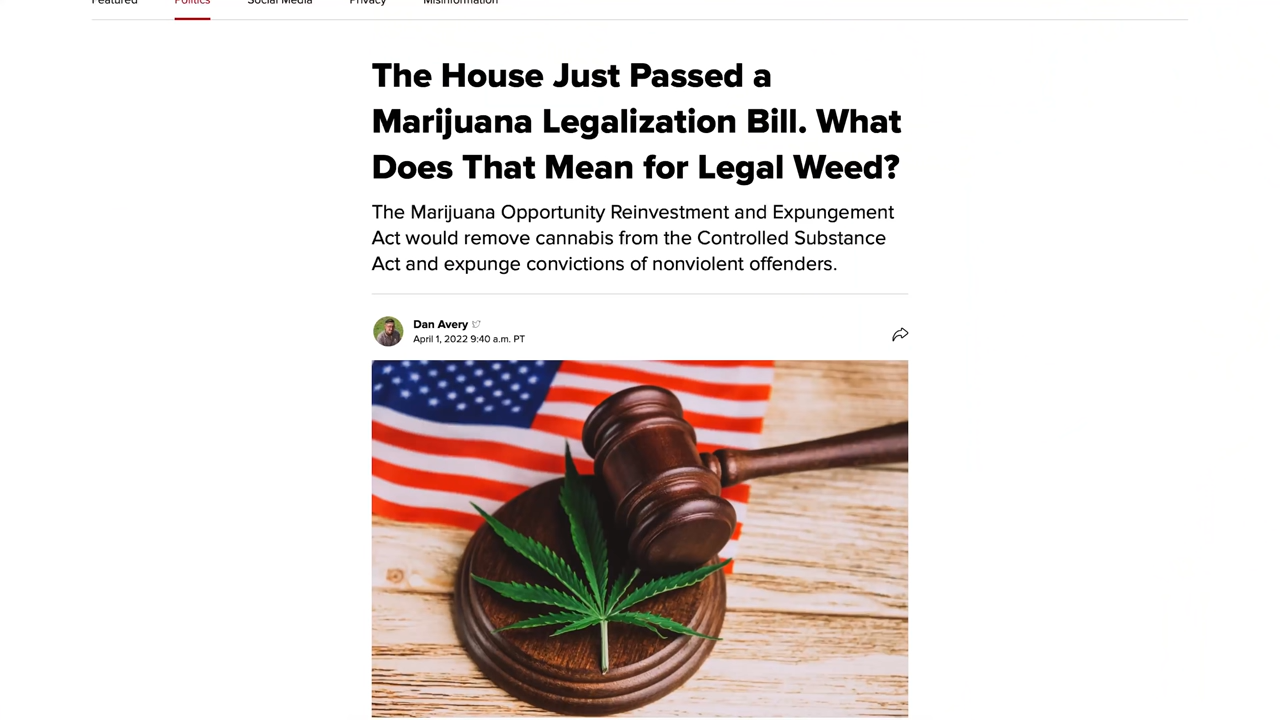 Featured Politics Social Media Privacy Misinformation
The House Just Passed a
Marijuana Legalization Bill. What
Does That Mean for Legal Weed?
The Marijuana Opportunity Reinvestment and Expungement
Act would remove cannabis from the Controlled Substance
Act and expunge convictions of nonviolent offenders.
Dan Avery
April 1, 2022 9:40 a.m. PT